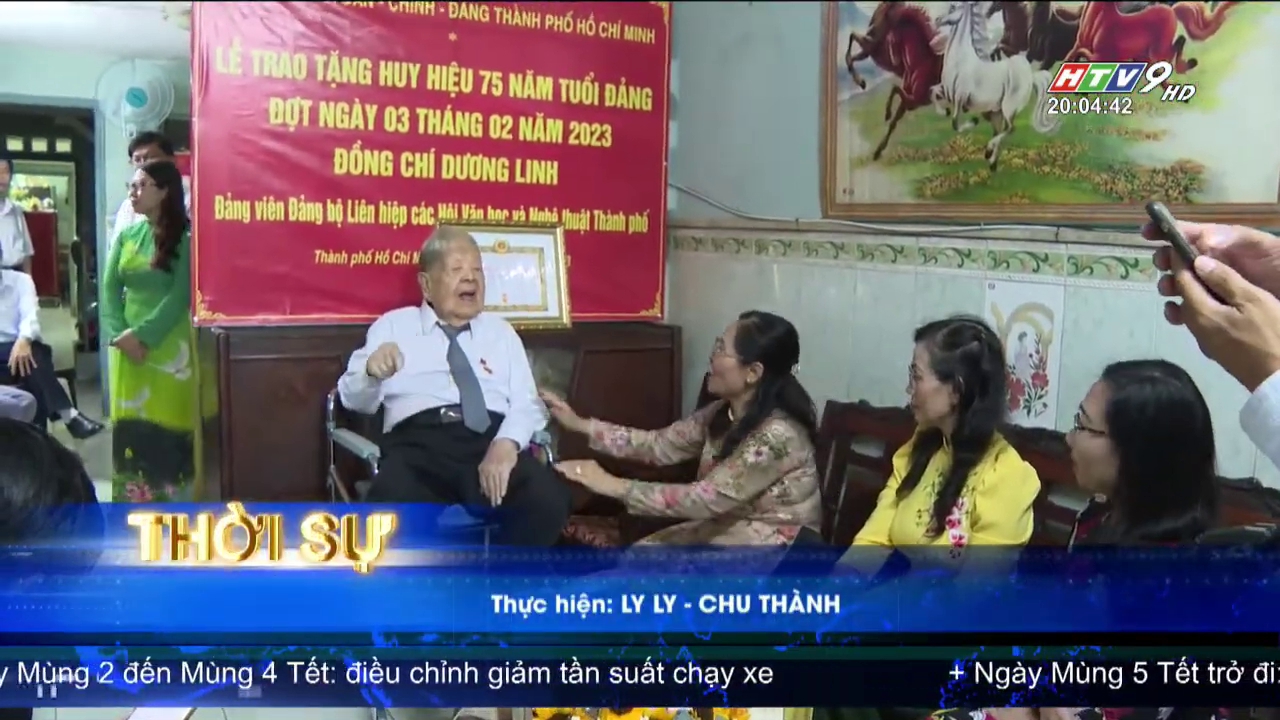 - CHÍNH - ĐẢNG THÀNH PHỐ HỒ CHÍ MINH
LỄ TRAO TẶNG HUY HIỆU 75 NĂM TUỔI ĐẢNG
ĐỢT NGÀY 03 THÁNG 02 NĂM 2023
ĐỒNG CHÍ DƯƠNG LINH
Đảng viên Đảng bộ Liên hiệp các Hội Văn học và Nghệ thuật Thành phố
Thành phố Hồ Chí
HTV9 HD
20:04:42
THỜI SỰ
Thực hiện: LY LY - CHU THÀNH
Mùng 2 đến Mùng 4 Tết: điều chỉnh giảm tần suất chạy xe
+ Ngày Mùng 5 Tết trở đi: